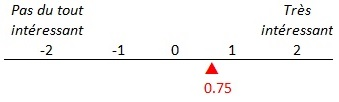 Pas du tout Très
intéressant intéressant
-2 -1 0 1 2
0.75